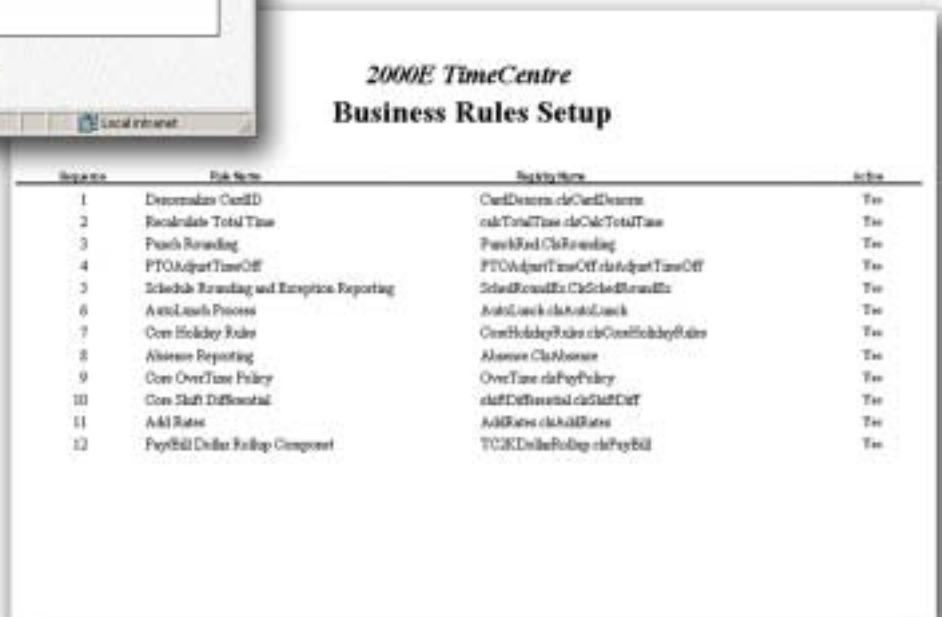 Local intranet
2000E TimeCentre
Business Rules Setup
Sequence Rule Name Registry Name Active
1 Denormalize CardID CardDenorm.clsCardDenorm Yes
2 Recalculate Total Time calcTotalTime.clsCalcTotalTime Yes
3 Punch Rounding PunchRnd.ClsRounding Yes
4 PTOAdjustTimeOff PTOAdjustTimeOff.clsAdjustTimeOff Yes
5 Schedule Rounding and Exception Reporting SchedRoundEx.ClsSchedRoundEx Yes
6 AutoLunch Process AutoLunch.clsAutoLunch Yes
7 Core Holiday Rules CoreHolidayRules.clsCoreHolidayRules Yes
8 Absence Reporting Absence.ClsAbsence Yes
9 Core OverTime Policy OverTime.clsPayPolicy Yes
10 Core Shift Differential shiftDifferential.clsShiftDiff Yes
11 Add Rates AddRates.clsAddRates Yes
12 Pay/Bill Dollar Rollup Componet TC2KDollarRollup.clsPayBill Yes